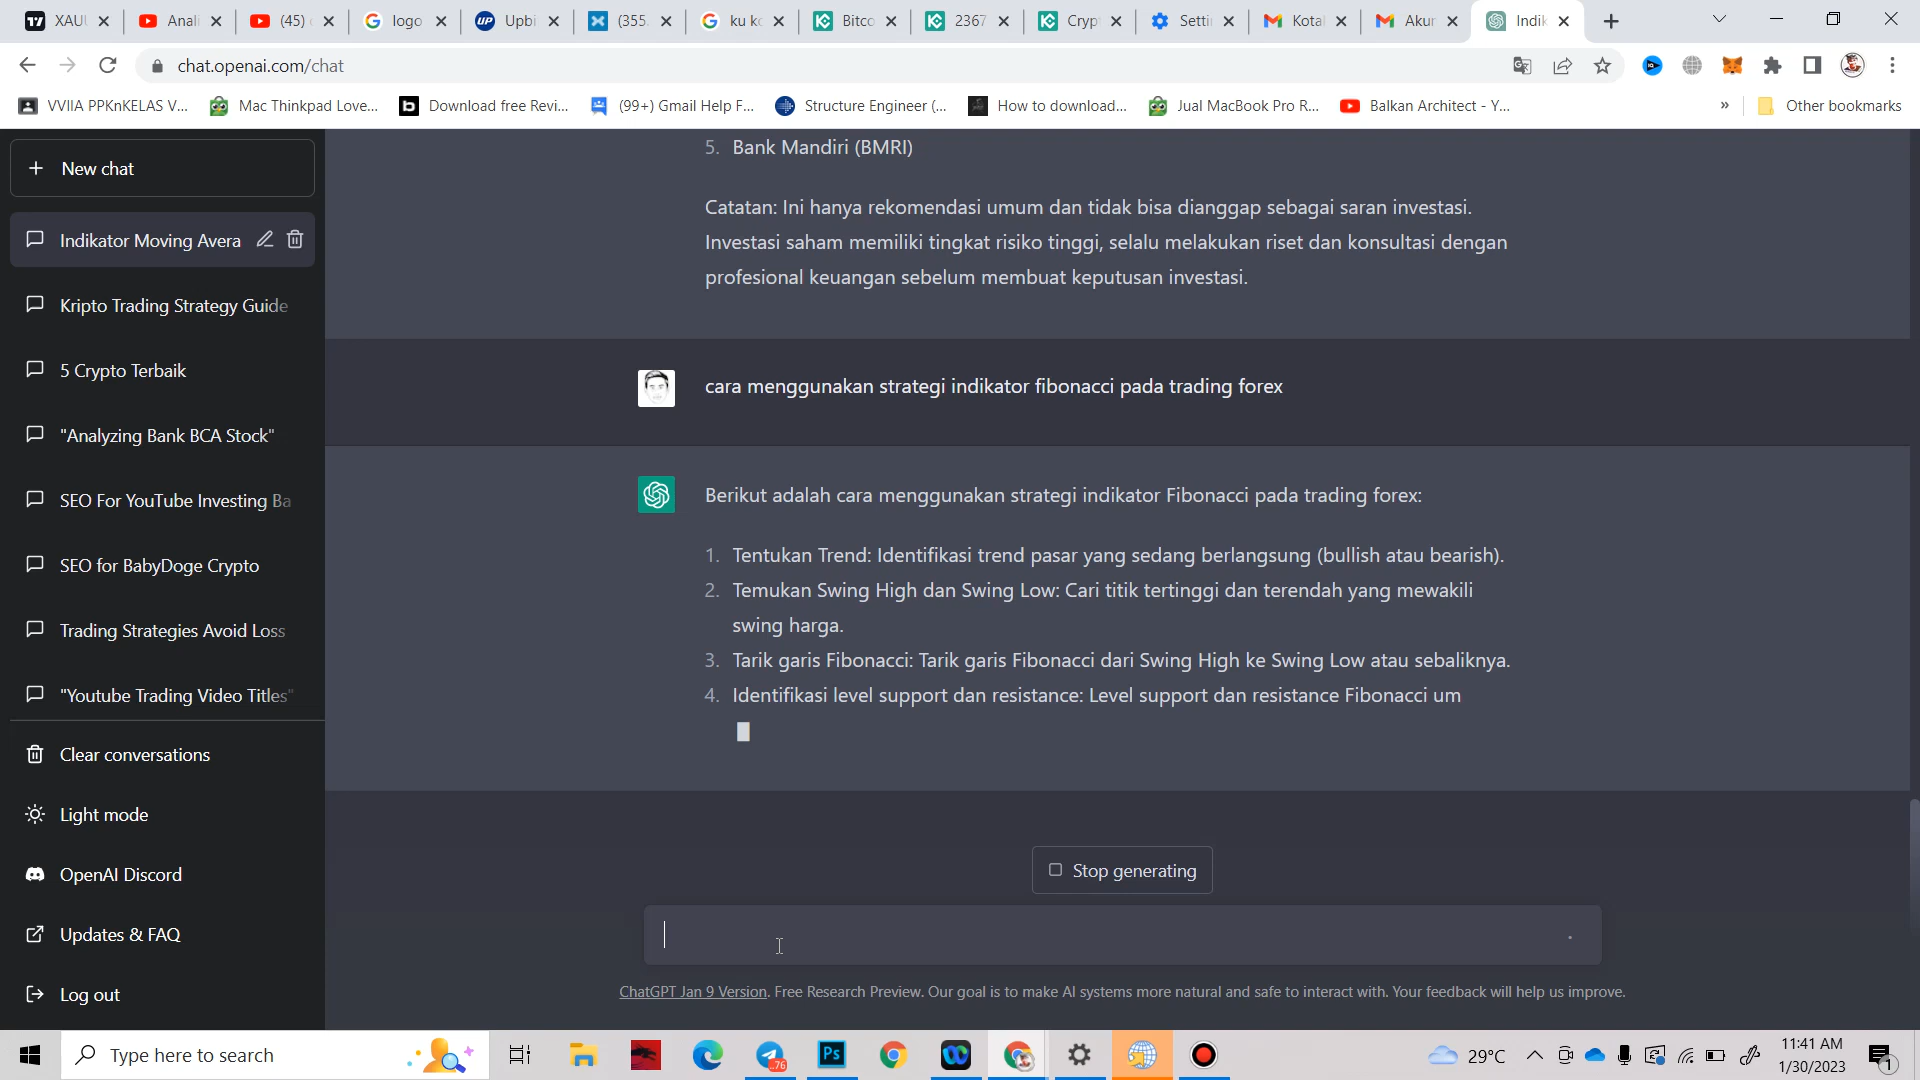 XAUU
Anali
(45)
logo
Upbi
(355.
ku ko
Bitco
2367
Cryp
Setti
Kotal
Akun
Indik
chat.openai.com/chat
VVIIA PPKnKELAS V...
Mac Thinkpad Love...
Download free Revi...
(99+) Gmail Help F...
Structure Engineer (...
How to download...
Jual MacBook Pro R...
Balkan Architect - Y...
»
Other bookmarks
New chat
Indikator Moving Avera
Kripto Trading Strategy Guide
5 Crypto Terbaik
"Analyzing Bank BCA Stock"
SEO For YouTube Investing Ba
SEO for BabyDoge Crypto
Trading Strategies Avoid Loss
"Youtube Trading Video Titles"
Clear conversations
Light mode
OpenAI Discord
Updates & FAQ
Log out
5. Bank Mandiri (BMRI)
Catatan: Ini hanya rekomendasi umum dan tidak bisa dianggap sebagai saran investasi.
Investasi saham memiliki tingkat risiko tinggi, selalu melakukan riset dan konsultasi dengan
profesional keuangan sebelum membuat keputusan investasi.
cara menggunakan strategi indikator fibonacci pada trading forex
Berikut adalah cara menggunakan strategi indikator Fibonacci pada trading forex:
1. Tentukan Trend: Identifikasi trend pasar yang sedang berlangsung (bullish atau bearish).
2. Temukan Swing High dan Swing Low: Cari titik tertinggi dan terendah yang mewakili
swing harga.
3. Tarik garis Fibonacci: Tarik garis Fibonacci dari Swing High ke Swing Low atau sebaliknya.
4. Identifikasi level support dan resistance: Level support dan resistance Fibonacci um
Stop generating
ChatGPT Jan 9 Version. Free Research Preview. Our goal is to make AI systems more natural and safe to interact with. Your feedback will help us improve.
Type here to search
..76
Ps
29°C
11:41 AM
1/30/2023
1